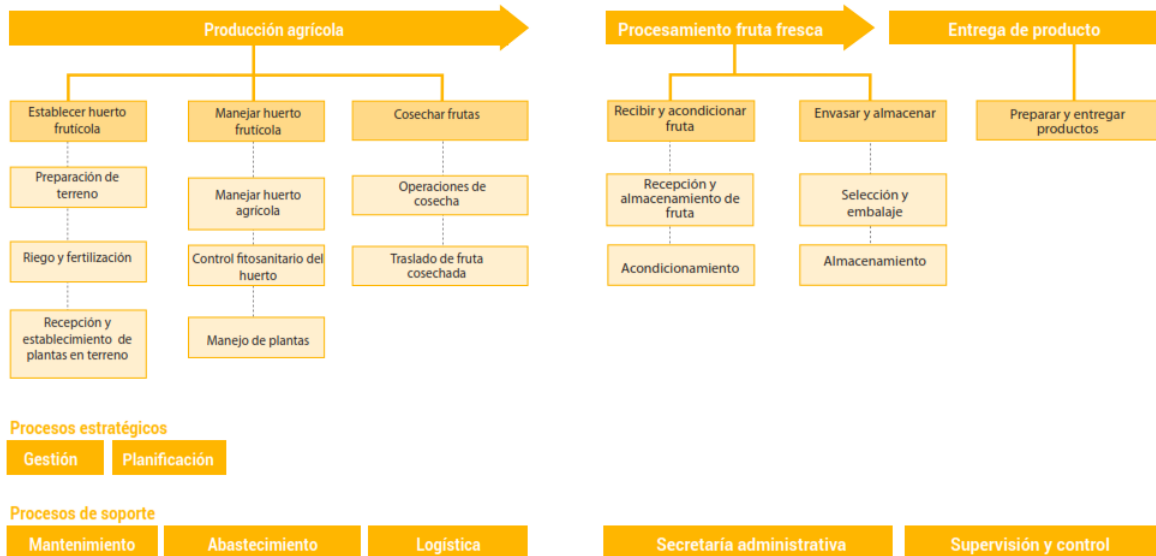 Producción agrícola
Procesamiento fruta fresca
Entrega de producto
Establecer huerto
frutícola
Manejar huerto
frutícola
Cosechar frutas
Recibir y acondicionar
fruta
Envasar y almacenar
Preparar y entregar
productos
Preparación de
terreno
Manejar huerto
agrícola
Operaciones de
cosecha
Recepción y
almacenamiento de
fruta
Selección y
embalaje
Riego y fertilización
Control fitosanitario del
huerto
Traslado de fruta
cosechada
Acondicionamiento
Almacenamiento
Recepción y
establecimiento de
plantas en terreno
Manejo de plantas
Procesos estratégicos
Gestión
Planificación
Procesos de soporte
Mantenimiento
Abastecimiento
Logística
Secretaría administrativa
Supervisión y control